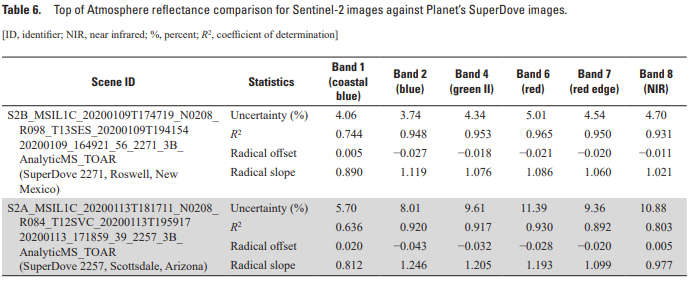 Table 6. Top of Atmosphere reflectance comparison for Sentinel-2 images against Planet's SuperDove images.
[ID, identifier; NIR, near infrared; %, percent; R², coefficient of determination]
Scene ID Statistics Band 1 (coastal blue) Band 2 (blue) Band 4 (green II) Band 6 (red) Band 7 (red edge) Band 8 (NIR)
S2B_MSIL1C_20200109T174719_N0208_ Uncertainty (%) 4.06 3.74 4.34 5.01 4.54 4.70
R098_T13SES_20200109T194154 R² 0.744 0.948 0.953 0.965 0.950 0.931
20200109_164921_56_2271_3B_ Radical offset 0.005 −0.027 −0.018 −0.021 −0.020 −0.011
AnalyticMS_TOAR
(SuperDove 2271, Roswell, New Radical slope 0.890 1.119 1.076 1.086 1.060 1.021
Mexico)
S2A_MSIL1C_20200113T181711_N0208_ Uncertainty (%) 5.70 8.01 9.61 11.39 9.36 10.88
R084_T12SVC_20200113T195917 R² 0.636 0.920 0.917 0.930 0.892 0.803
20200113_171859_39_2257_3B_ Radical offset 0.020 −0.043 −0.032 −0.028 −0.020 0.005
AnalyticMS_TOAR
(SuperDove 2257, Scottsdale, Arizona) Radical slope 0.812 1.246 1.205 1.193 1.099 0.977